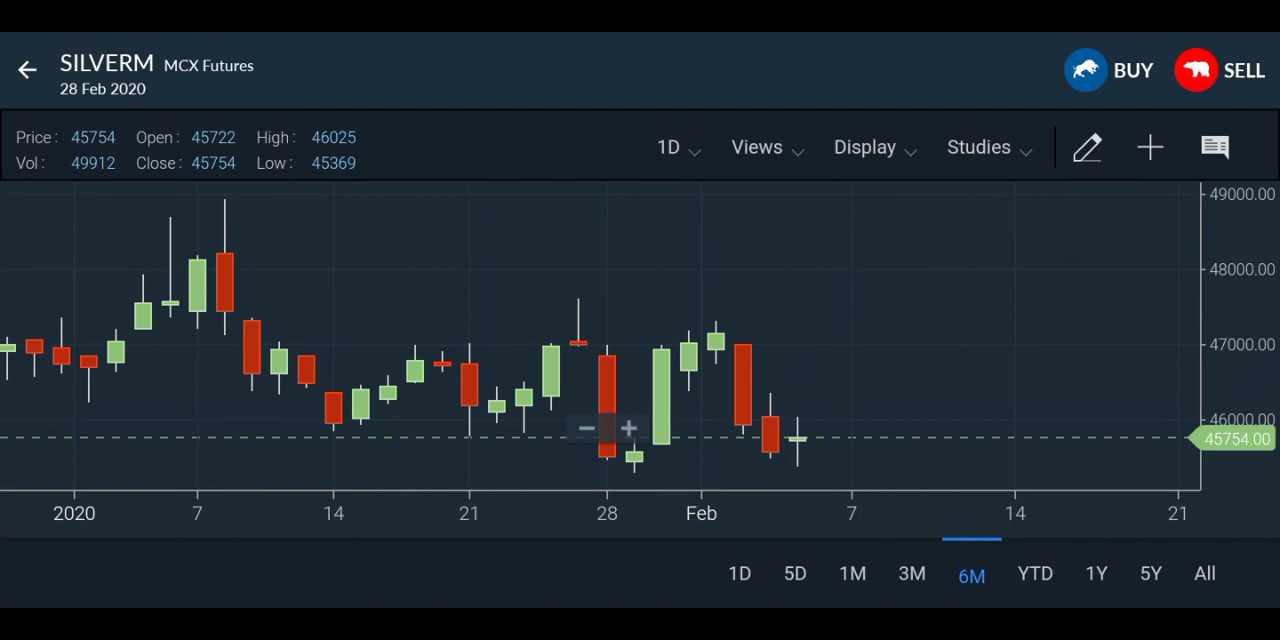 SILVERM MCX Futures
28 Feb 2020
BUY SELL
Price : 45754 Open : 45722 High : 46025
Vol : 49912 Close : 45754 Low : 45369
1D Views Display Studies
49000.00
48000.00
47000.00
46000.00
45754.00
2020 7 14 21 28 Feb 7 14 21
1D 5D 1M 3M 6M YTD 1Y 5Y All